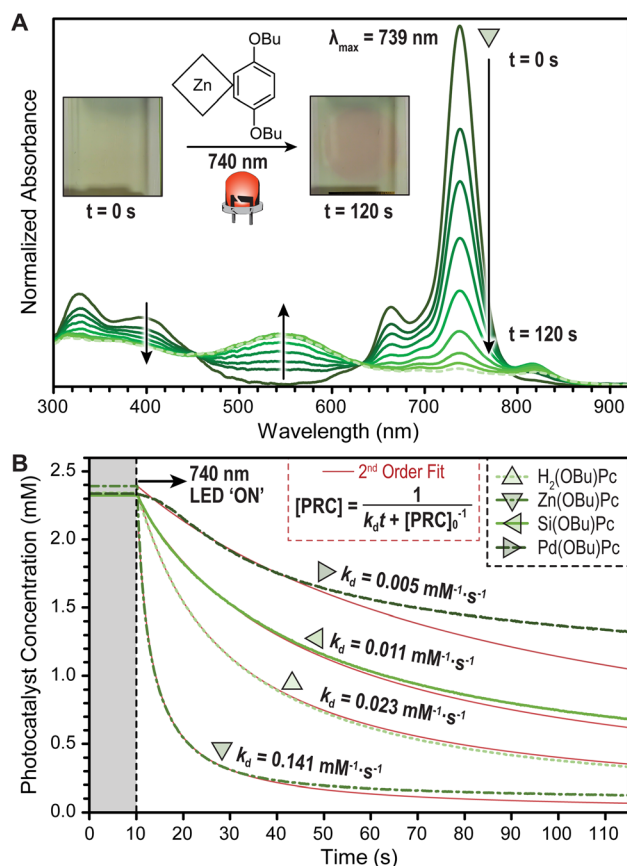 A
OBu
Zn
OBu
740 nm
t = 0 s
t = 120 s
λmax = 739 nm
t = 0 s
t = 120 s
Normalized Absorbance
300 400 500 600 700 800 900
Wavelength (nm)
B
740 nm
LED ‘ON’
2nd Order Fit
[PRC] = 1 / (kdt + [PRC]0-1)
H2(OBu)Pc
Zn(OBu)Pc
Si(OBu)Pc
Pd(OBu)Pc
kd = 0.005 mM-1·s-1
kd = 0.011 mM-1·s-1
kd = 0.023 mM-1·s-1
kd = 0.141 mM-1·s-1
Photocatalyst Concentration (mM)
2.5
2.0
1.5
1.0
0.5
0.0
0 10 20 30 40 50 60 70 80 90 100 110
Time (s)